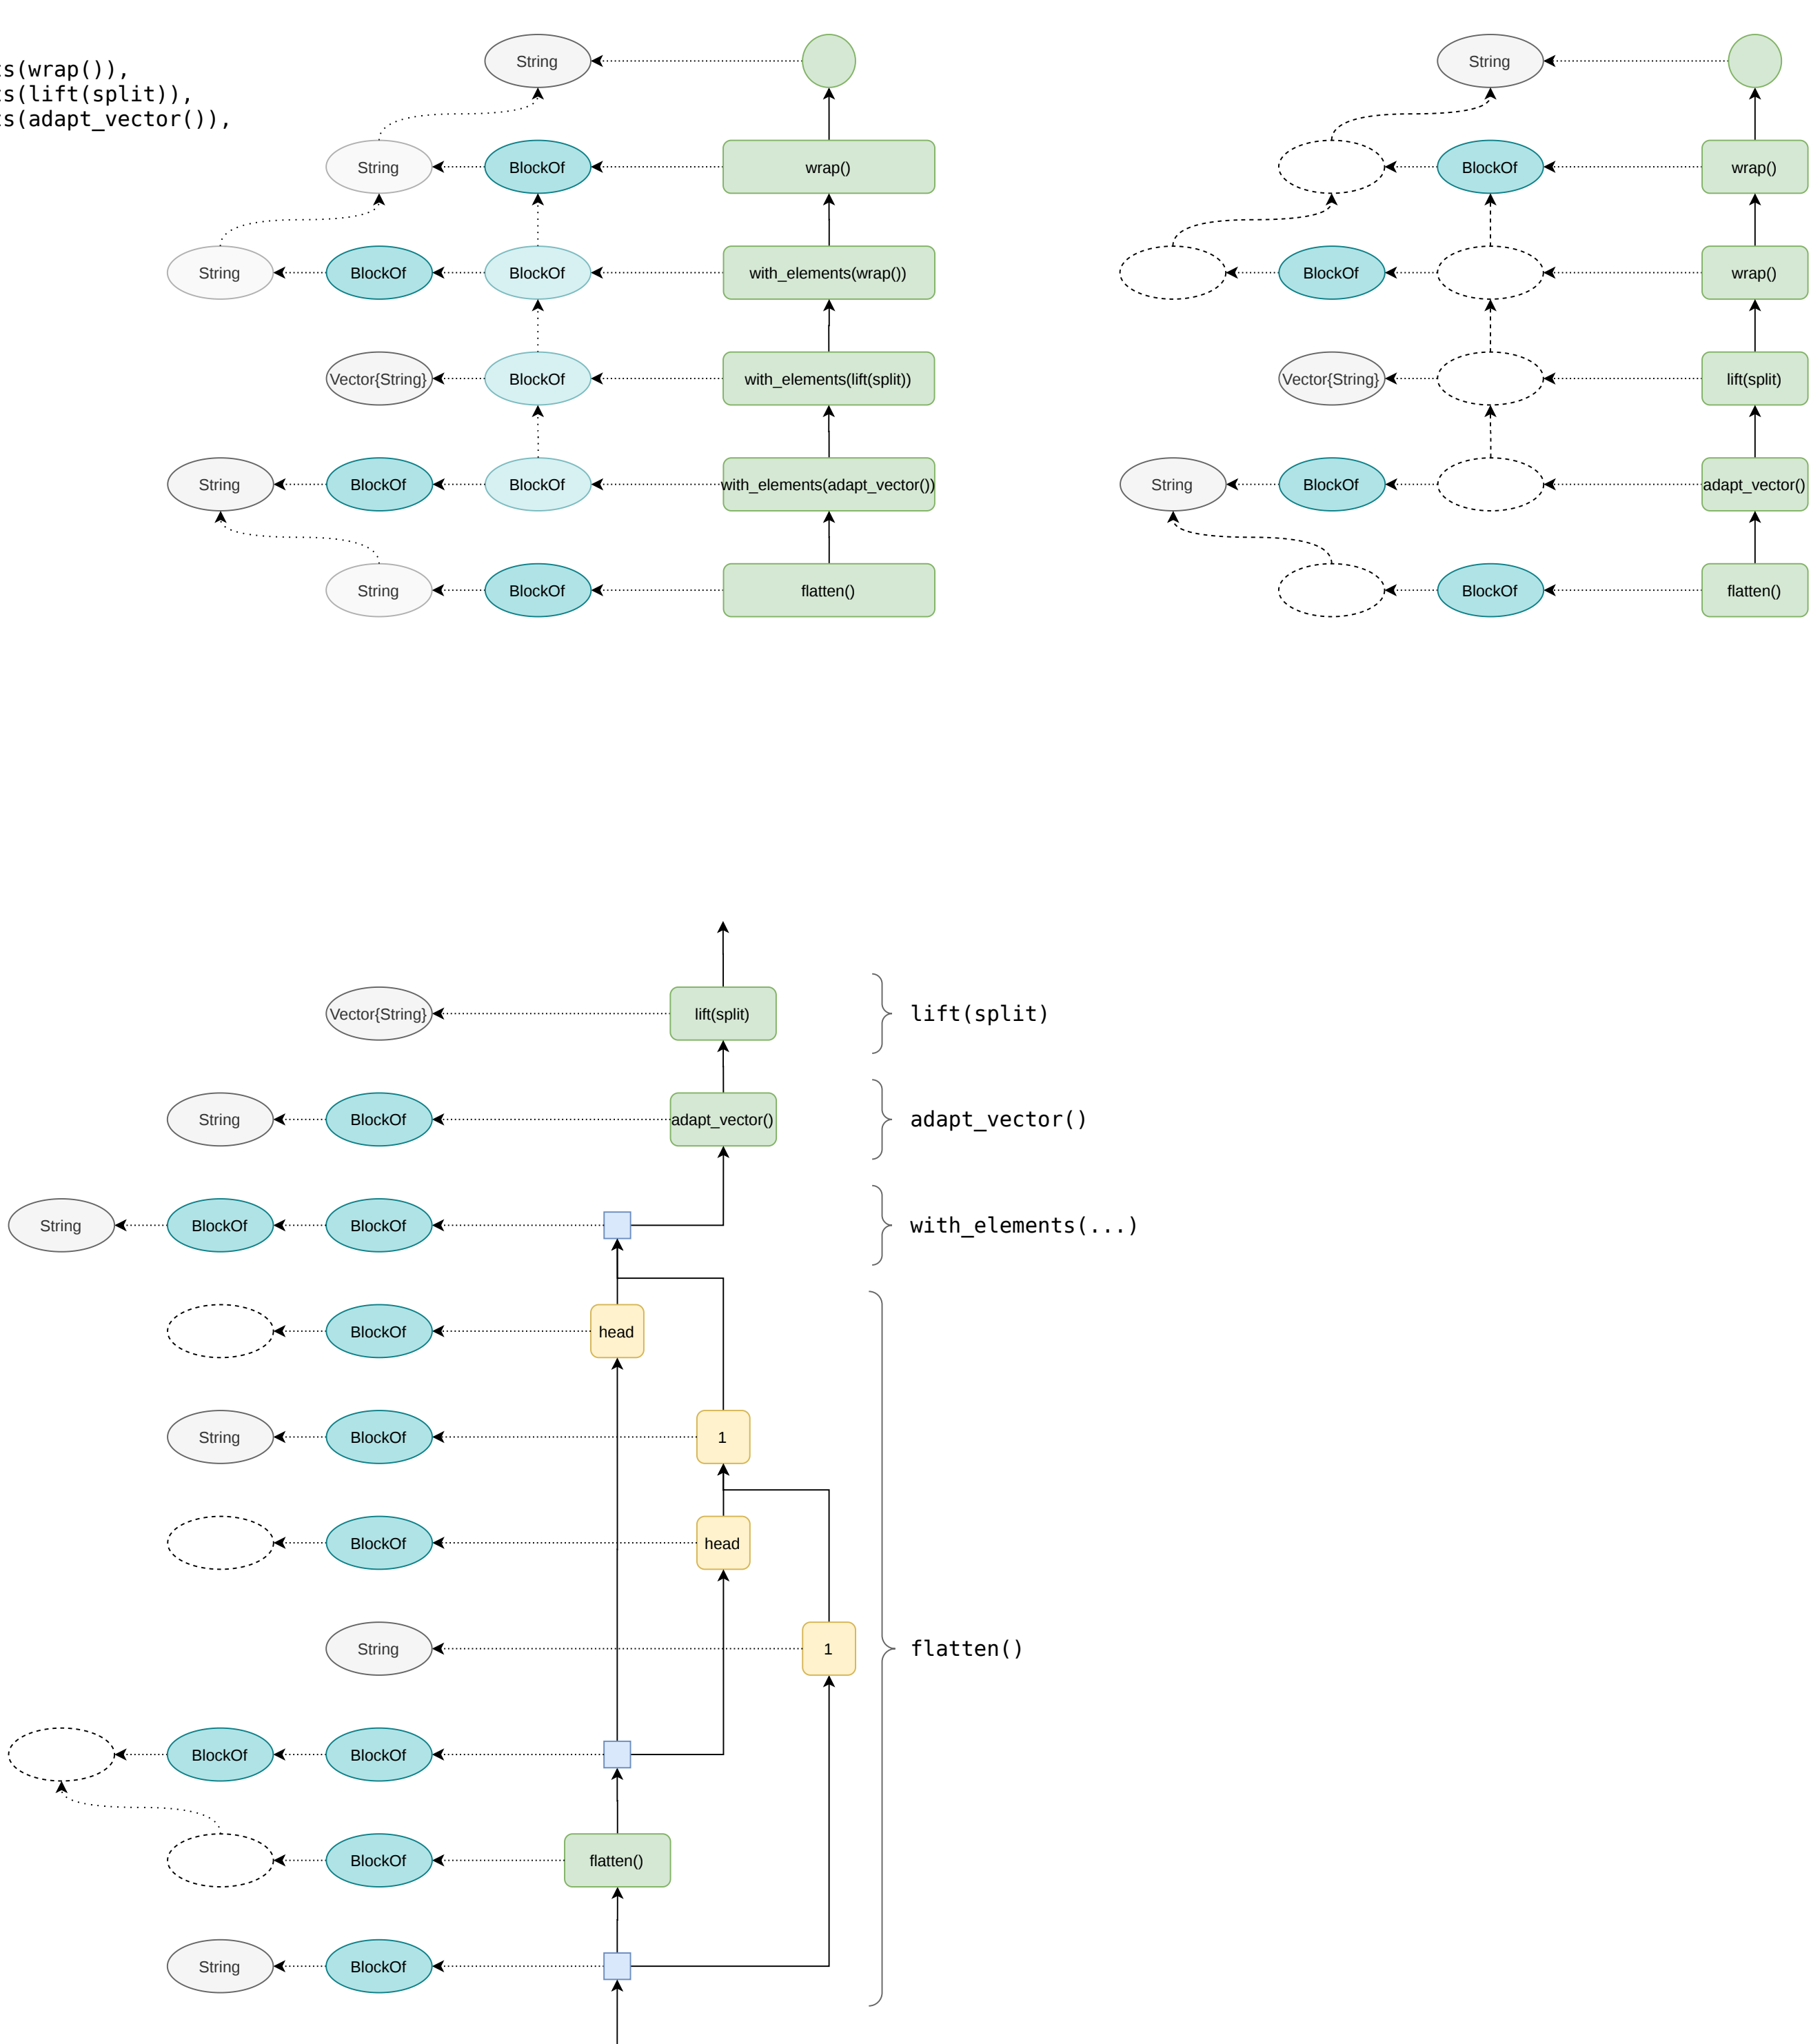 String
String
ts(wrap()),
ts(lift(split)),
ts(adapt_vector()),
String
BlockOf
wrap()
BlockOf
wrap()
String
BlockOf
BlockOf
with_elements(wrap())
BlockOf
wrap()
Vector{String}
BlockOf
with_elements(lift(split))
Vector{String}
lift(split)
String
BlockOf
BlockOf
with_elements(adapt_vector())
String
BlockOf
adapt_vector()
String
BlockOf
flatten()
BlockOf
flatten()
Vector{String}
lift(split)
lift(split)
String
BlockOf
adapt_vector()
adapt_vector()
String
BlockOf
BlockOf
with_elements(...)
BlockOf
head
String
BlockOf
1
BlockOf
head
String
1
flatten()
BlockOf
BlockOf
BlockOf
flatten()
String
BlockOf